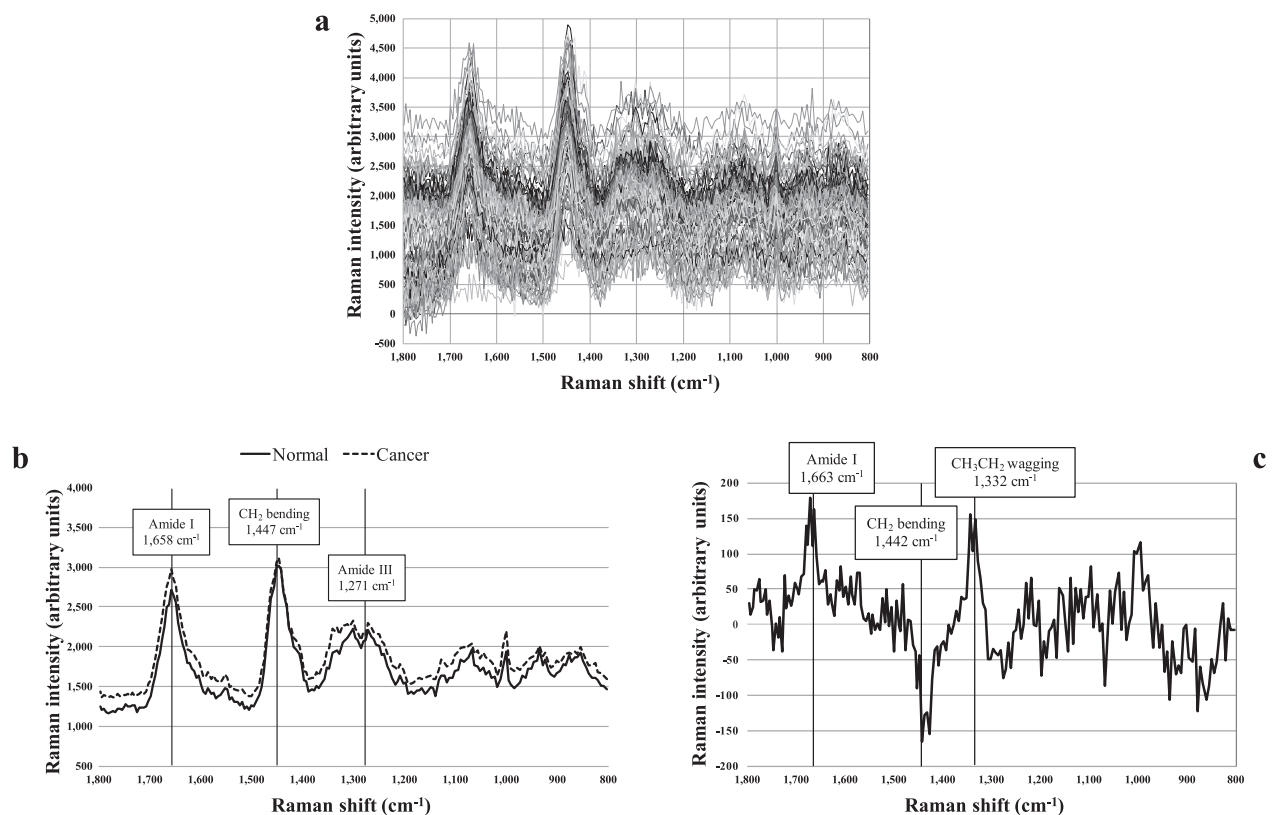 a
Raman intensity (arbitrary units)
5,000
4,500
4,000
3,500
3,000
2,500
2,000
1,500
1,000
500
0
-500
1,800 1,700 1,600 1,500 1,400 1,300 1,200 1,100 1,000 900 800
Raman shift (cm⁻¹)
b
Normal Cancer
Raman intensity (arbitrary units)
4,000
3,500
3,000
2,500
2,000
1,500
1,000
500
Amide I
1,658 cm⁻¹
CH₂ bending
1,447 cm⁻¹
Amide III
1,271 cm⁻¹
1,800 1,700 1,600 1,500 1,400 1,300 1,200 1,100 1,000 900 800
Raman shift (cm⁻¹)
c
Raman intensity (arbitrary units)
200
150
100
50
0
-50
-100
-150
-200
Amide I
1,663 cm⁻¹
CH₂ bending
1,442 cm⁻¹
CH₃CH₂ wagging
1,332 cm⁻¹
1,800 1,700 1,600 1,500 1,400 1,300 1,200 1,100 1,000 900 800
Raman shift (cm⁻¹)